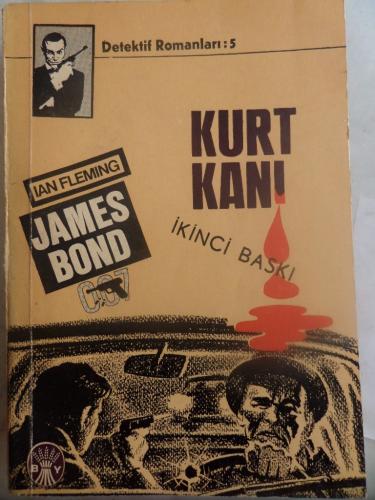 Detektif Romanları: 5
KURT
KANI
İKİNCİ BASKI
IAN FLEMING
JAMES
BOND
007
B Y